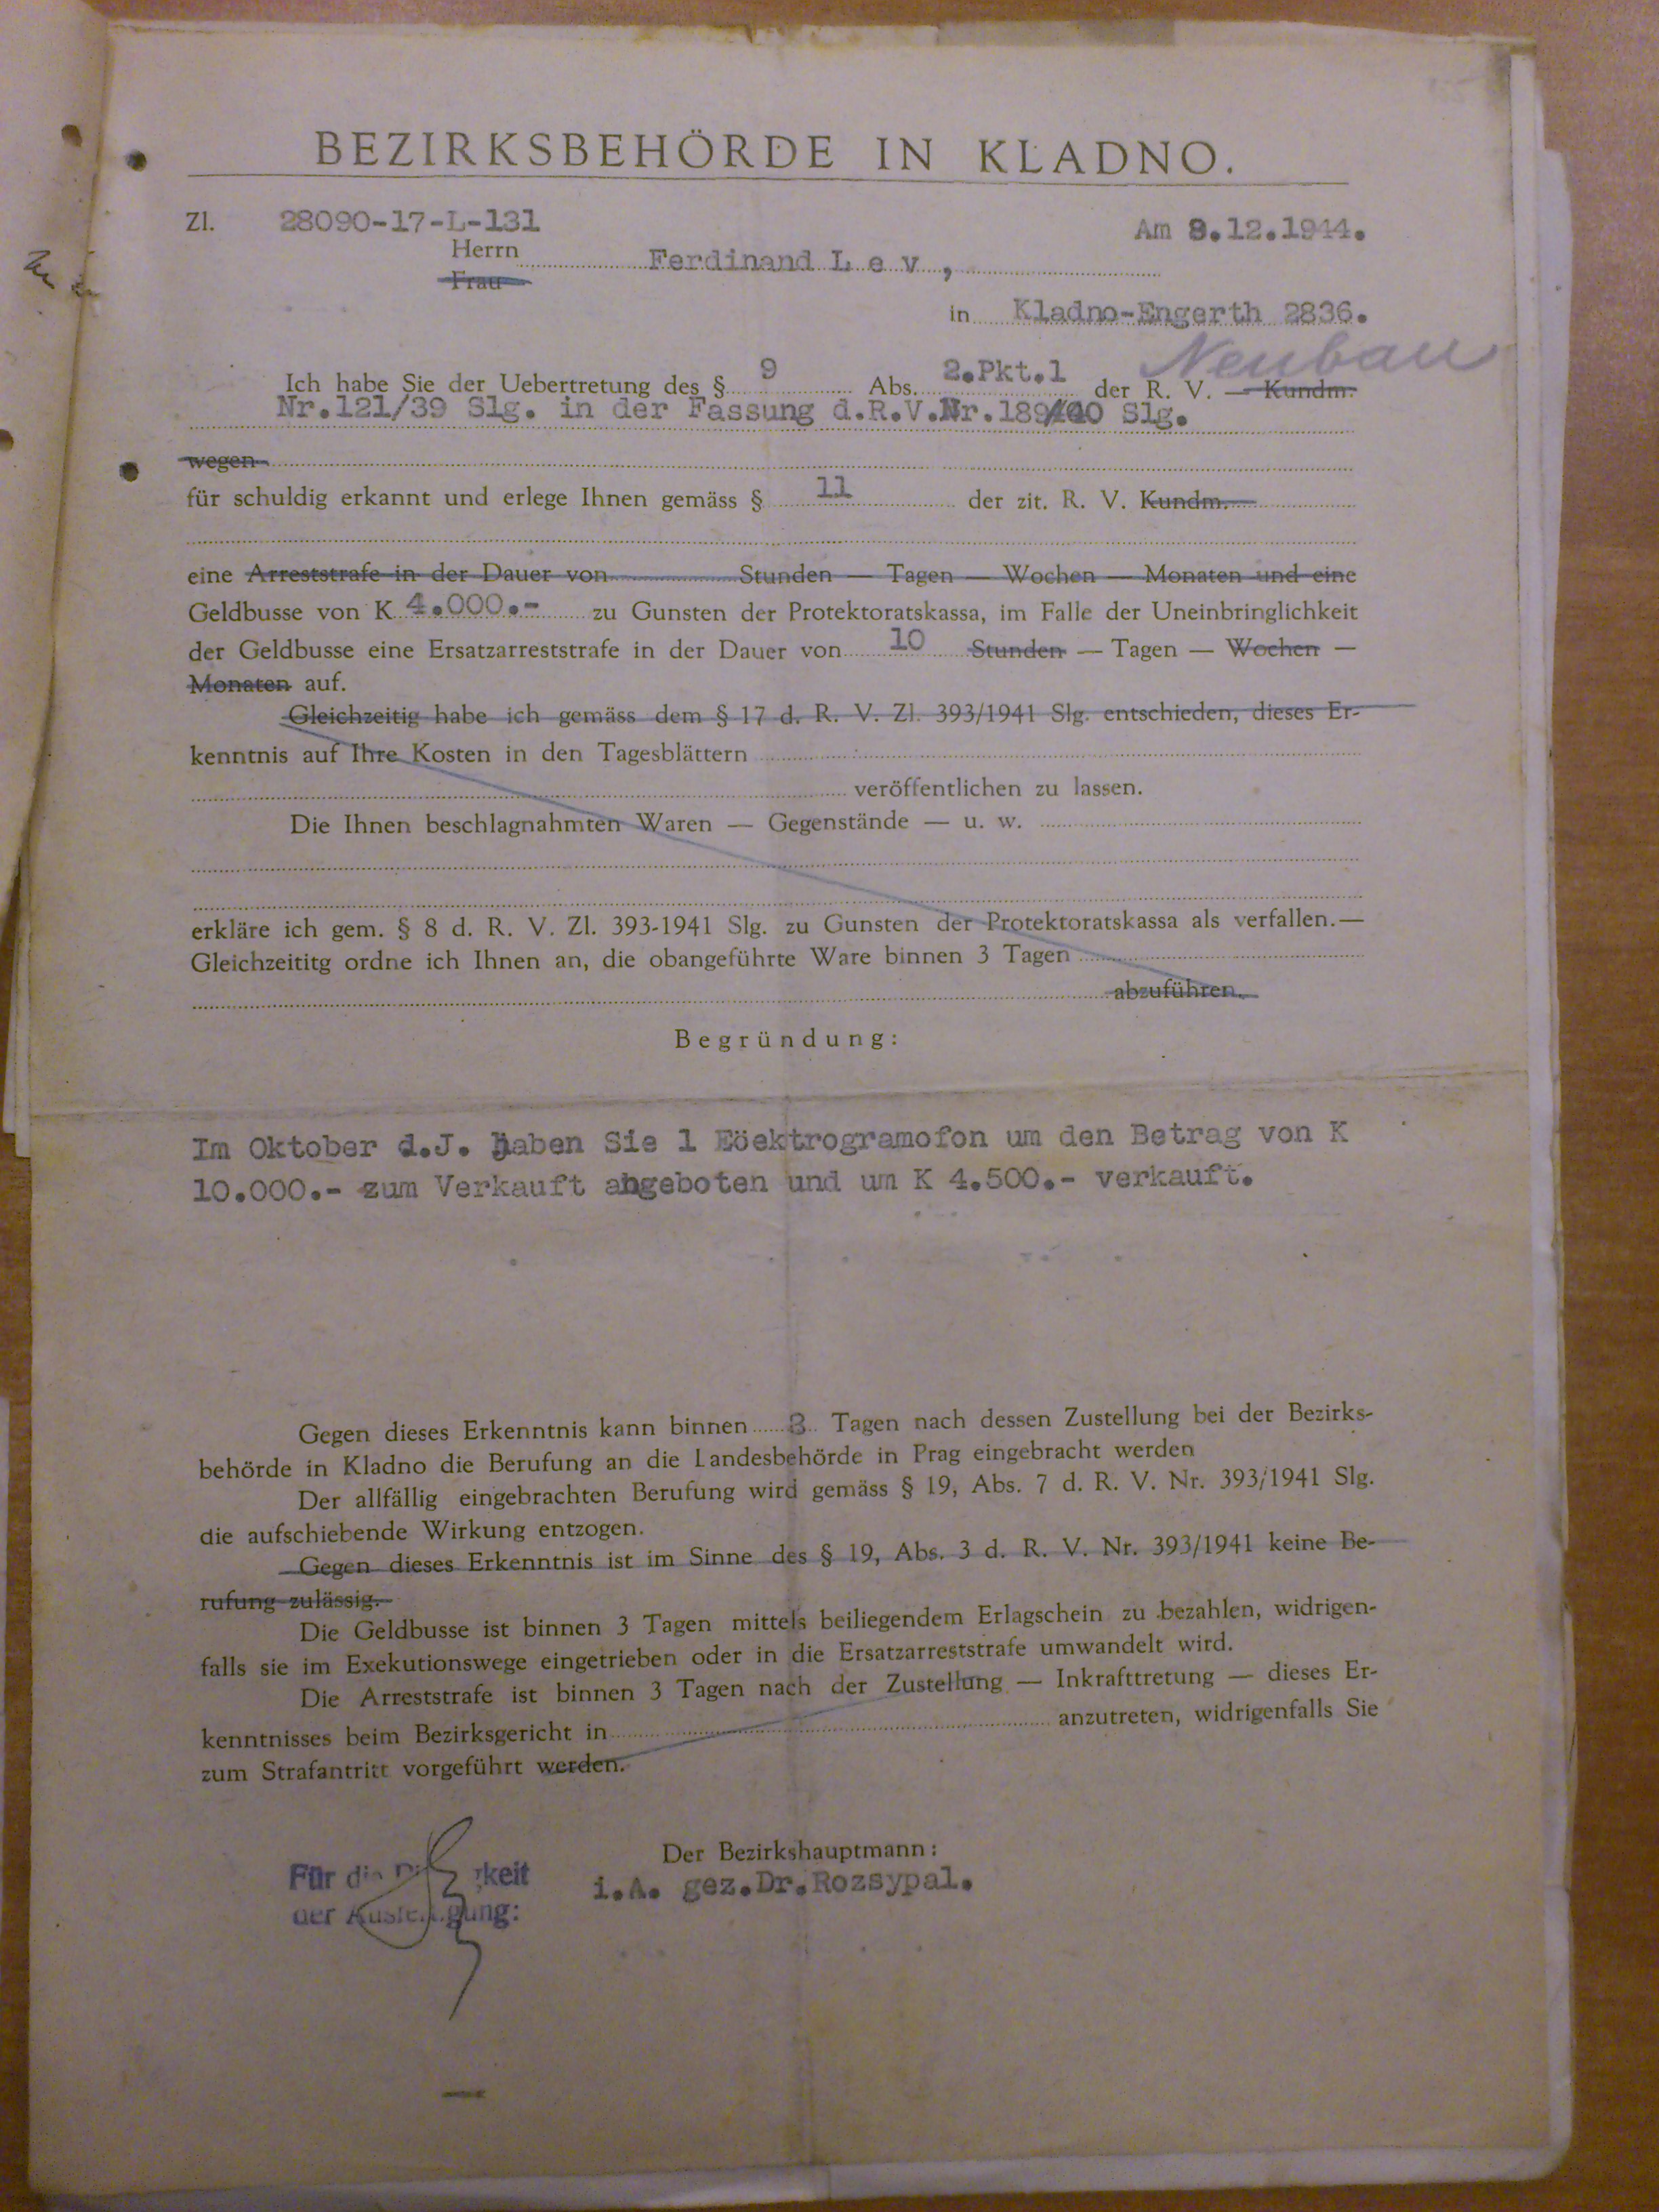 BEZIRKSBEHÖRDE IN KLADNO.
Zl. 28090-17-L-131
Am 8.12.1944.
Herrn Ferdinand L e v ,
Frau
in Kladno-Engerth 2836.
Neubau
Ich habe Sie der Uebertretung des § 9 Abs. 2.Pkt.1 der R. V. — Kundm.
Nr.121/39 Slg. in der Fassung d.R.V.Nr.189/40 Slg.
wegen
für schuldig erkannt und erlege Ihnen gemäss § 11 der zit. R. V. Kundm.
eine Arreststrafe in der Dauer von Stunden — Tagen — Wochen — Monaten und eine
Geldbusse von K 4.000.- zu Gunsten der Protektoratskassa, im Falle der Uneinbringlichkeit
der Geldbusse eine Ersatzarreststrafe in der Dauer von 10 Stunden — Tagen — Wochen —
Monaten auf.
Gleichzeitig habe ich gemäss dem § 17 d. R. V. Zl. 393/1941 Slg. entschieden, dieses Er-
kenntnis auf Ihre Kosten in den Tagesblättern
veröffentlichen zu lassen.
Die Ihnen beschlagnahmten Waren — Gegenstände — u. w.
erkläre ich gem. § 8 d. R. V. Zl. 393-1941 Slg. zu Gunsten der Protektoratskassa als verfallen.—
Gleichzeititg ordne ich Ihnen an, die obangeführte Ware binnen 3 Tagen
abzuführen.
Begründung:
Im Oktober d.J. haben Sie 1 Eöektrogramofon um den Betrag von K
10.000.- zum Verkauft angeboten und um K 4.500.- verkauft.
Gegen dieses Erkenntnis kann binnen 8 Tagen nach dessen Zustellung bei der Bezirks-
behörde in Kladno die Berufung an die Landesbehörde in Prag eingebracht werden
Der allfällig eingebrachten Berufung wird gemäss § 19, Abs. 7 d. R. V. Nr. 393/1941 Slg.
die aufschiebende Wirkung entzogen.
Gegen dieses Erkenntnis ist im Sinne des § 19, Abs. 3 d. R. V. Nr. 393/1941 keine Be-
rufung zulässig.
Die Geldbusse ist binnen 3 Tagen mittels beiliegendem Erlagschein zu bezahlen, widrigen-
falls sie im Exekutionswege eingetrieben oder in die Ersatzarreststrafe umwandelt wird.
Die Arreststrafe ist binnen 3 Tagen nach der Zustellung — Inkrafttretung — dieses Er-
kenntnisses beim Bezirksgericht in anzutreten, widrigenfalls Sie
zum Strafantritt vorgeführt werden.
Der Bezirkshauptmann:
i.A. gez.Dr.Rozsypal.
Für die
der Ausfertigung: